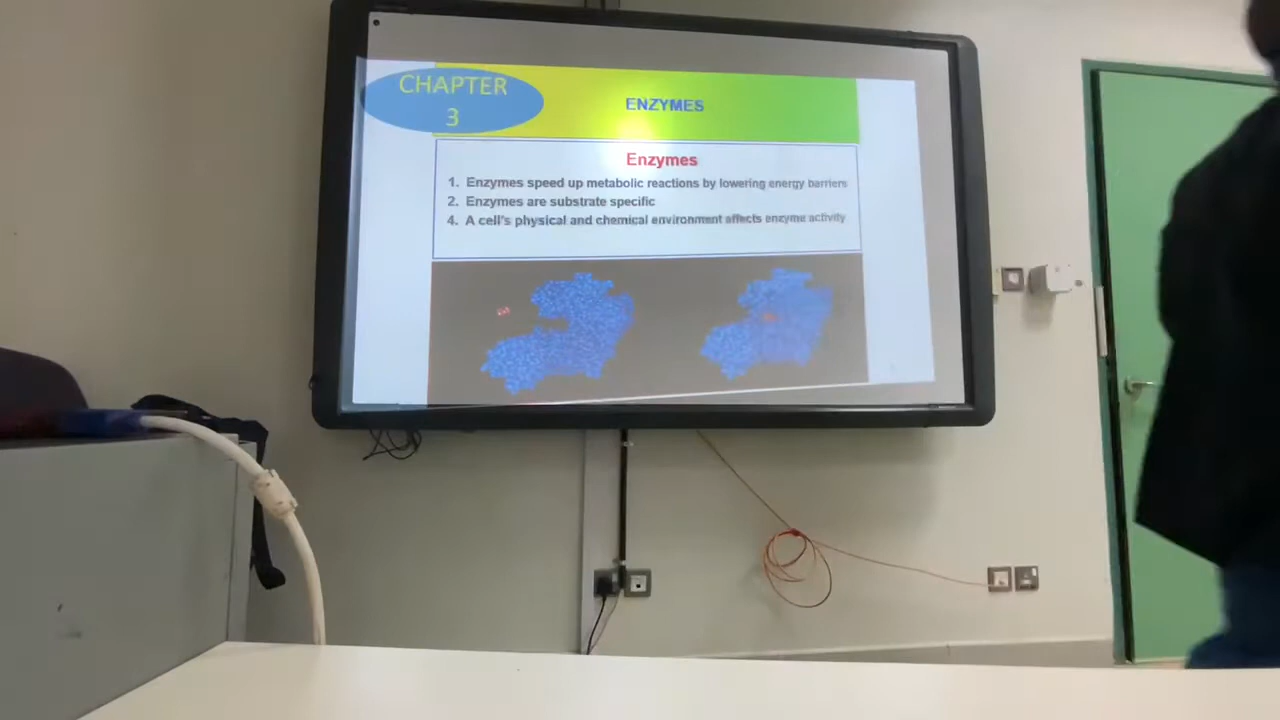 CHAPTER
3
ENZYMES
Enzymes
1. Enzymes speed up metabolic reactions by lowering energy barriers
2. Enzymes are substrate specific
4. A cell's physical and chemical environment affects enzyme activity